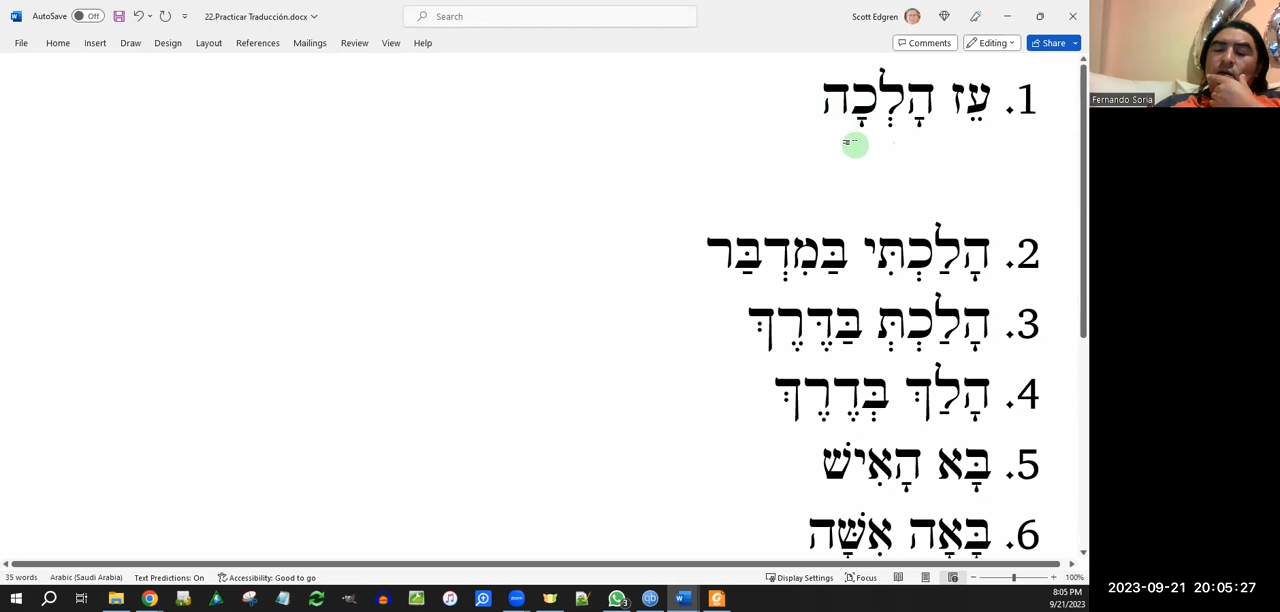 AutoSave Off 22.Practicar Traducción.docx Search Scott Edgren
File Home Insert Draw Design Layout References Mailings Review View Help Comments Editing Share
Fernando Soria
1. עֵז הָלְכָה
2. הָלַכְתִּי בַּמִּדְבַּר
3. הָלַכְתְּ בַּדֶּרֶךְ
4. הָלַךְ בְּדֶרֶךְ
5. בָּא הָאִישׁ
6. בָּאָה אִשָּׁה
35 words Arabic (Saudi Arabia) Text Predictions: On Accessibility: Good to go Display Settings Focus 100%
3
8:05 PM
9/21/2023
2023-09-21 20:05:27